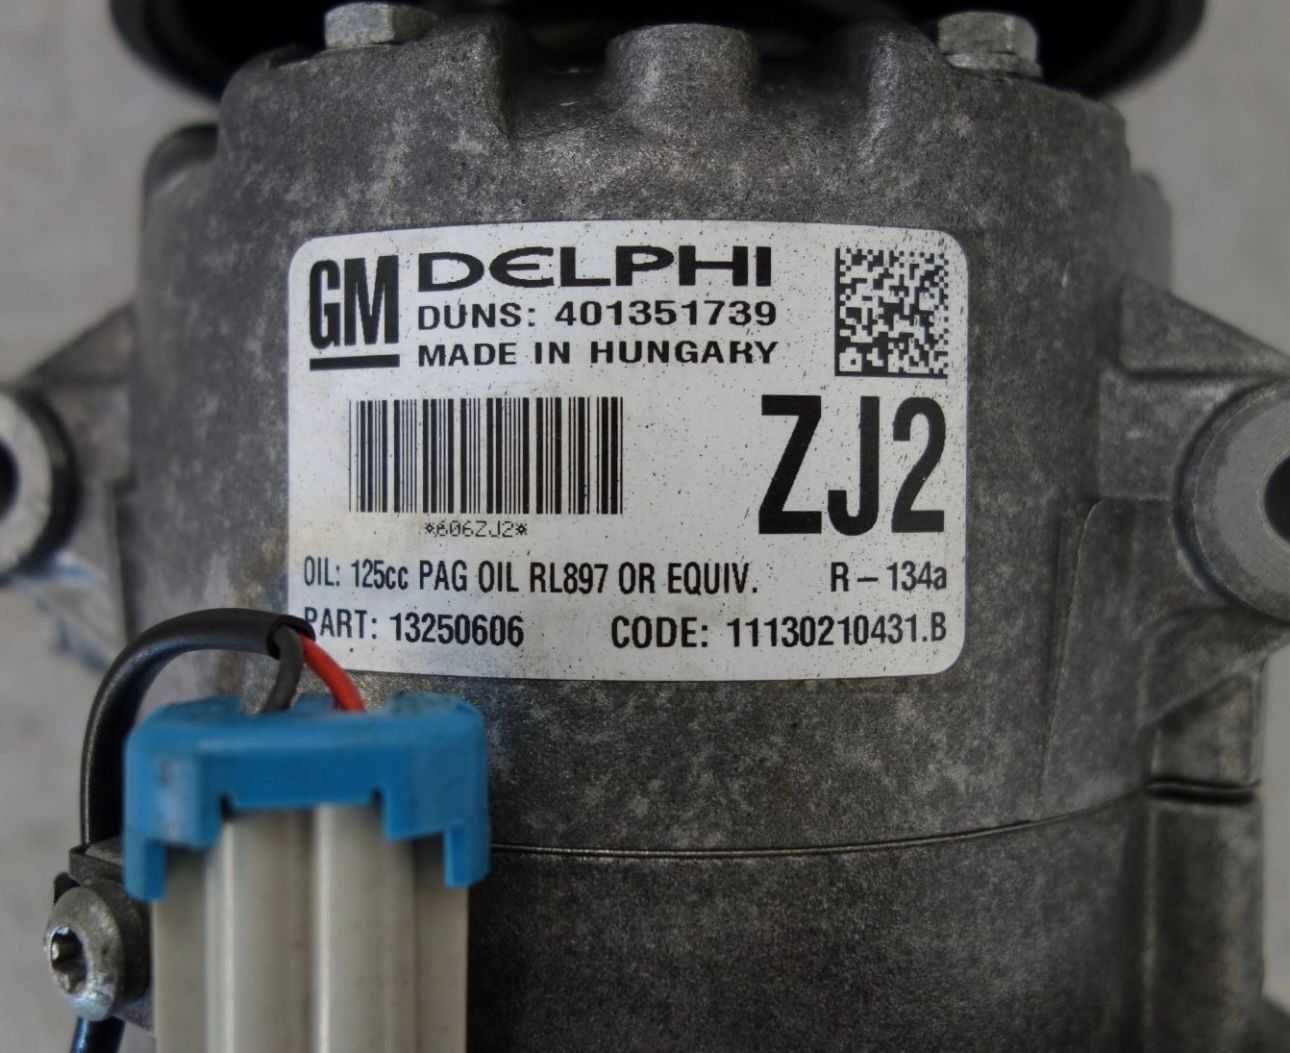 GM DELPHI
DUNS: 401351739
MADE IN HUNGARY
ZJ2
*606ZJ2*
OIL: 125cc PAG OIL RL897 OR EQUIV. R – 134a
PART: 13250606 CODE: 11130210431.B